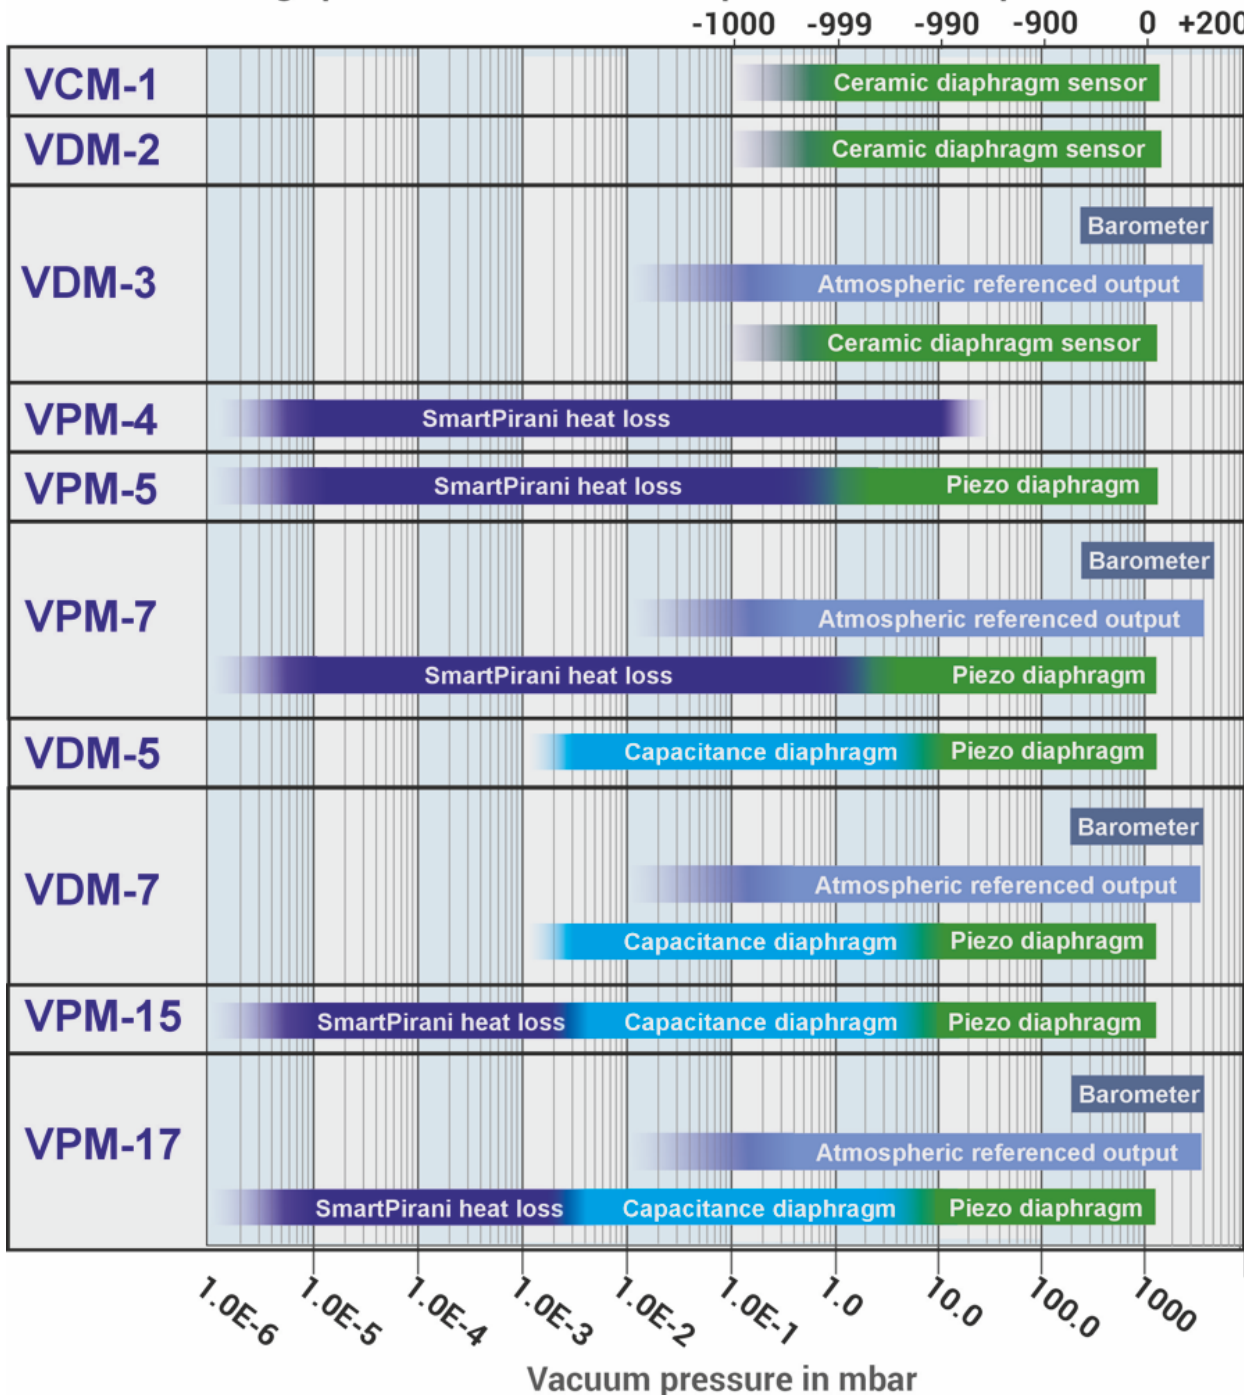 -1000 -999 -990 -900 0 +200
VCM-1 Ceramic diaphragm sensor
VDM-2 Ceramic diaphragm sensor
Barometer
VDM-3 Atmospheric referenced output
Ceramic diaphragm sensor
VPM-4 SmartPirani heat loss
VPM-5 SmartPirani heat loss Piezo diaphragm
Barometer
VPM-7 Atmospheric referenced output
SmartPirani heat loss Piezo diaphragm
VDM-5 Capacitance diaphragm Piezo diaphragm
Barometer
VDM-7 Atmospheric referenced output
Capacitance diaphragm Piezo diaphragm
VPM-15 SmartPirani heat loss Capacitance diaphragm Piezo diaphragm
Barometer
VPM-17 Atmospheric referenced output
SmartPirani heat loss Capacitance diaphragm Piezo diaphragm
1.0E-6 1.0E-5 1.0E-4 1.0E-3 1.0E-2 1.0E-1 1.0 10.0 100.0 1000
Vacuum pressure in mbar